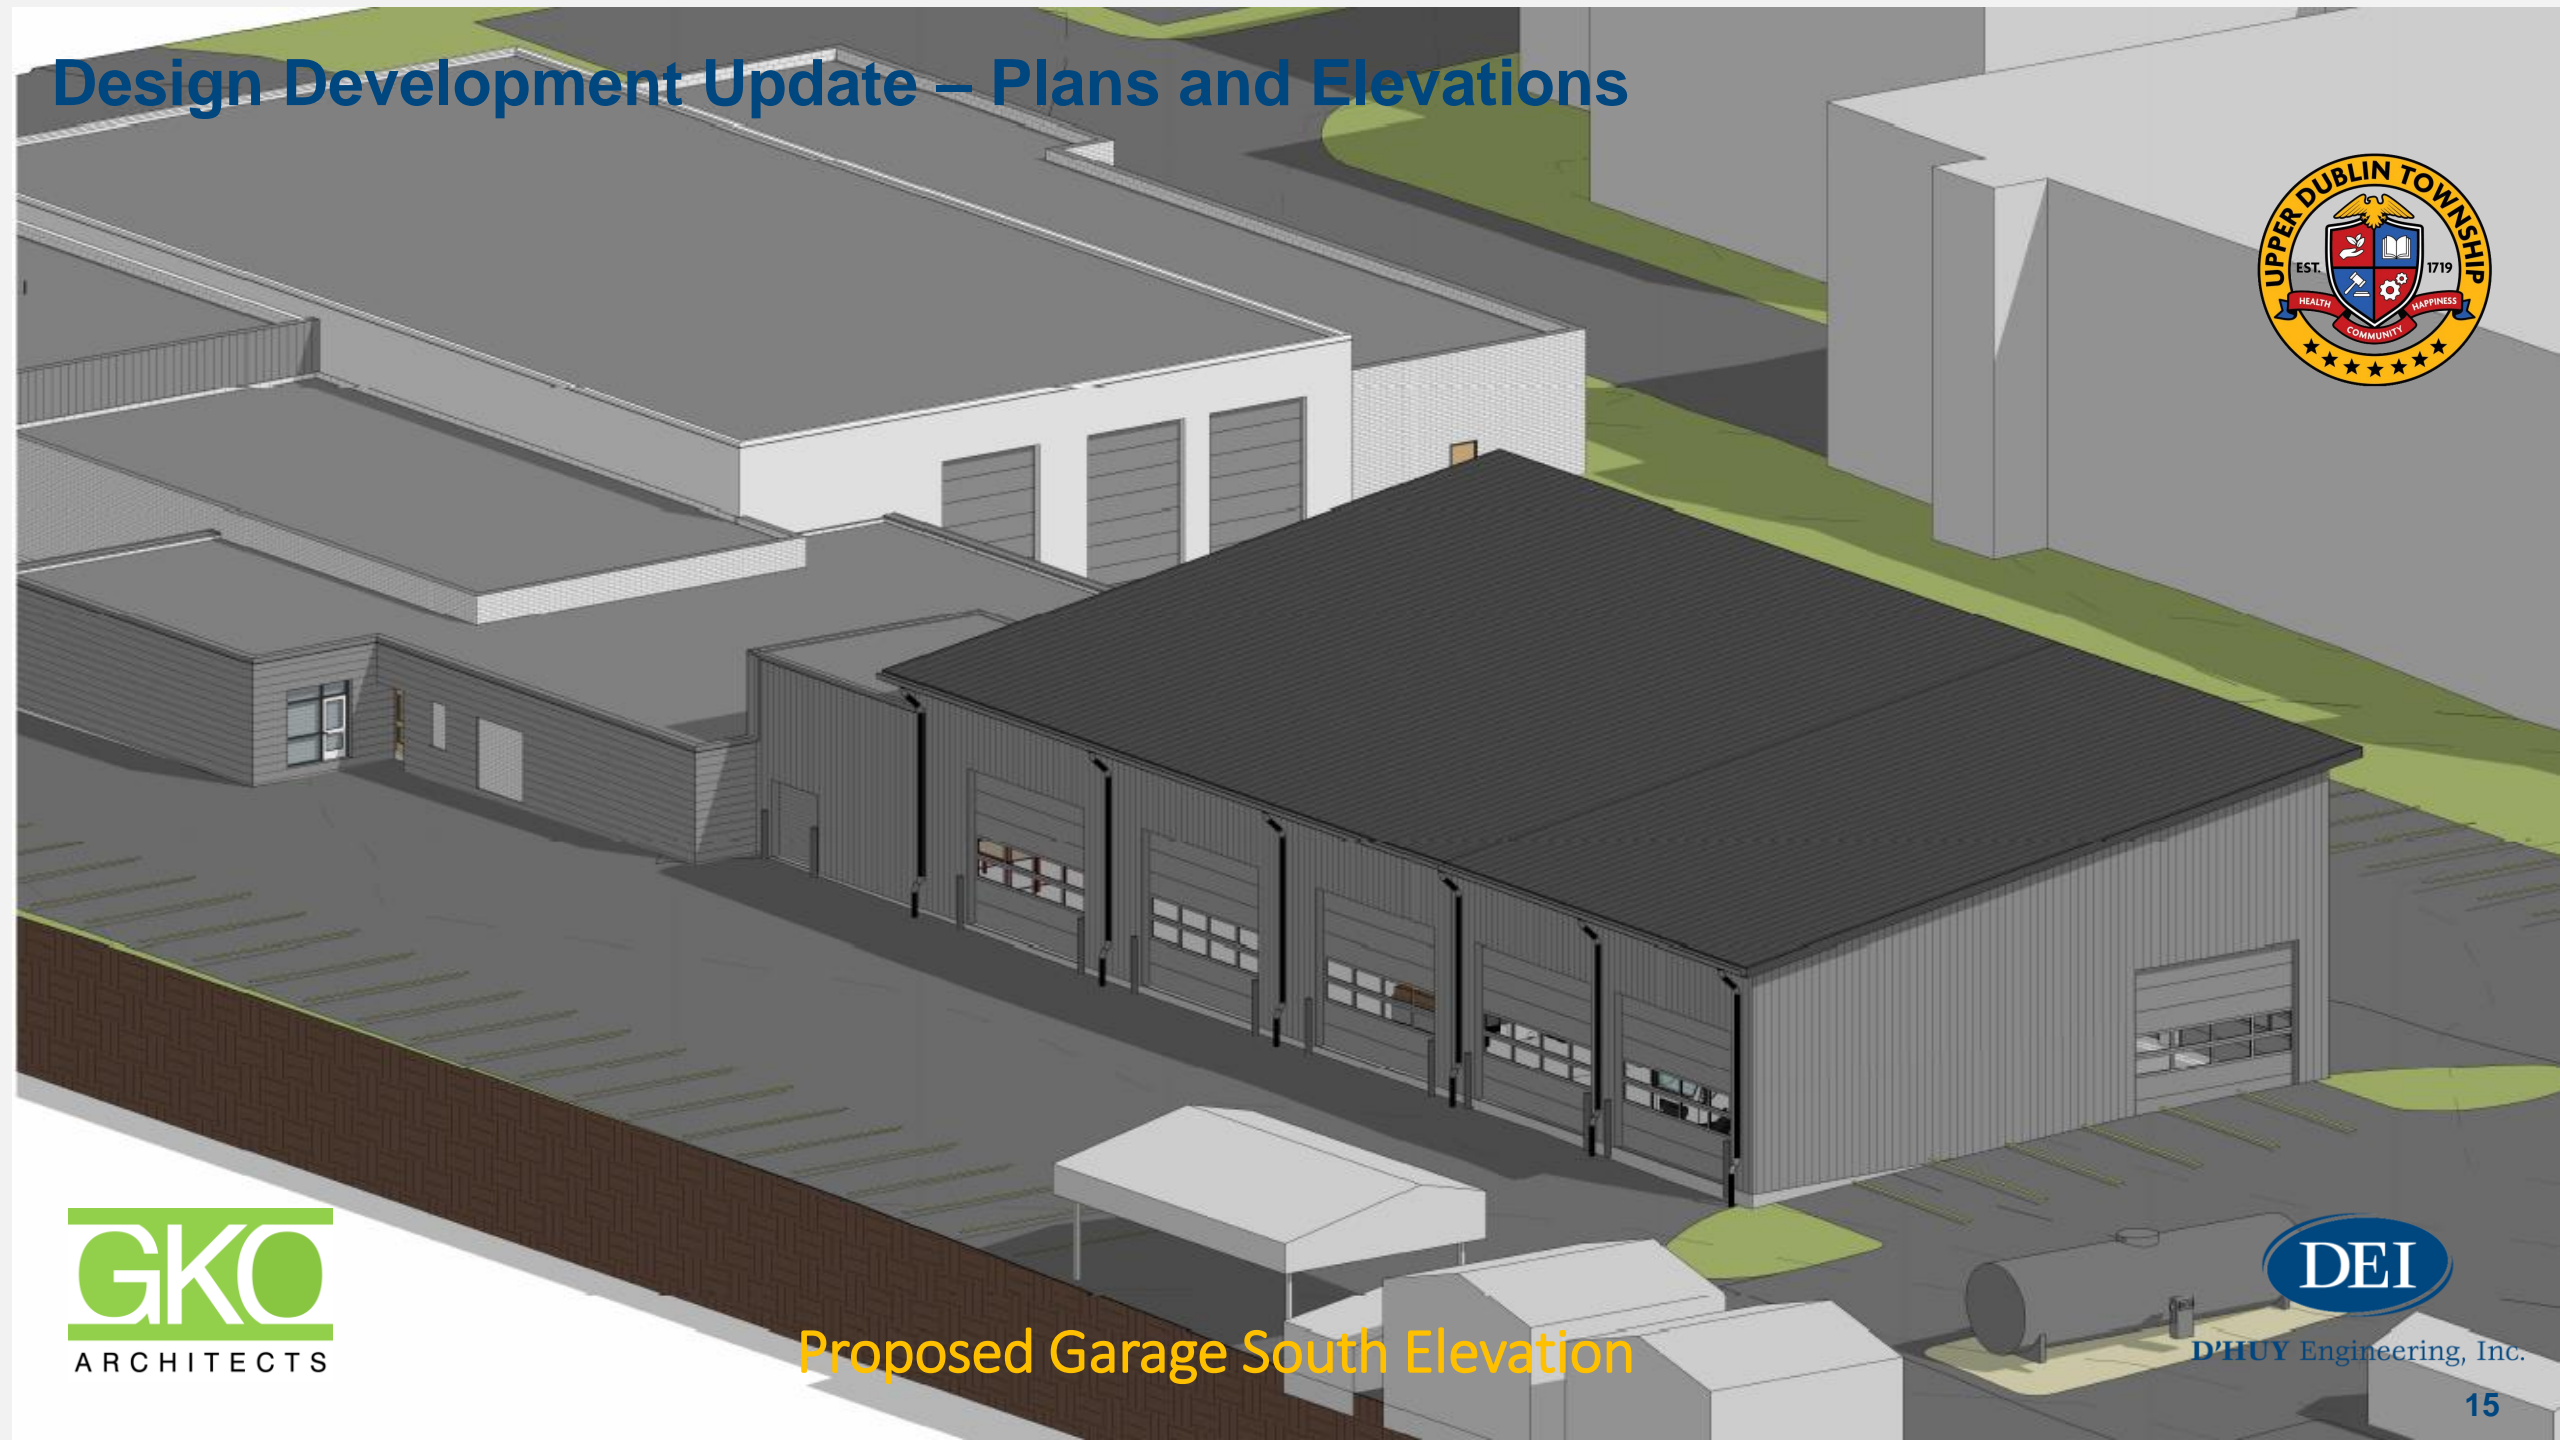 Design Development Update – Plans and Elevations
UPPER DUBLIN TOWNSHIP
EST. 1719
HEALTH
COMMUNITY
HAPPINESS
GKO
ARCHITECTS
Proposed Garage South Elevation
DEI
D'HUY Engineering, Inc.
15